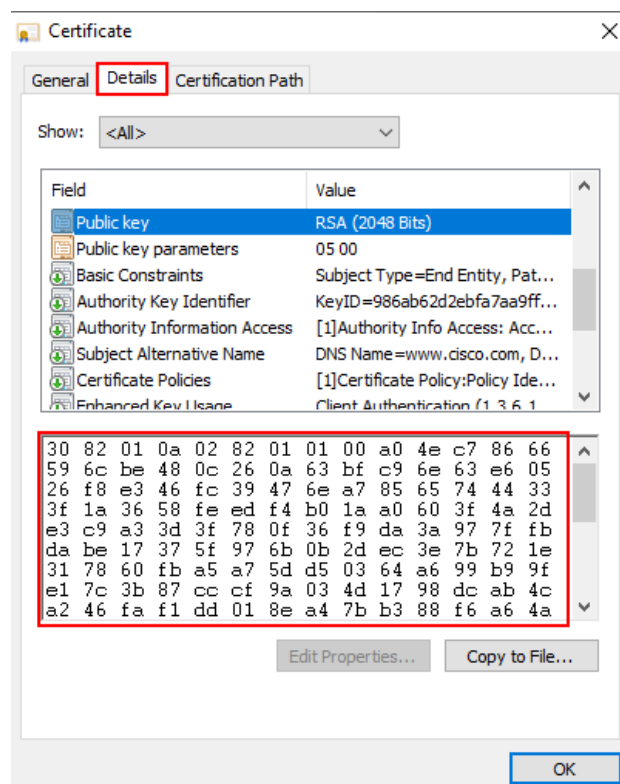 Certificate
General Details Certification Path
Show: <All>
Field Value
Public key RSA (2048 Bits)
Public key parameters 05 00
Basic Constraints Subject Type=End Entity, Pat...
Authority Key Identifier KeyID=986ab62d2ebfa7aa9ff...
Authority Information Access [1]Authority Info Access: Acc...
Subject Alternative Name DNS Name=www.cisco.com, D...
Certificate Policies [1]Certificate Policy:Policy Ide...
Enhanced Key Usage Client Authentication (1.3.6.1
30 82 01 0a 02 82 01 01 00 a0 4e c7 86 66
59 6c be 48 0c 26 0a 63 bf c9 6e 63 e6 05
26 f8 e3 46 fc 39 47 6e a7 85 65 74 44 33
3f 1a 36 58 fe ed f4 b0 1a a0 60 3f 4a 2d
e3 c9 a3 3d 3f 78 0f 36 f9 da 3a 97 7f fb
da be 17 37 5f 97 6b 0b 2d ec 3e 7b 72 1e
31 78 60 fb a5 a7 5d d5 03 64 a6 99 b9 9f
e1 7c 3b 87 cc cf 9a 03 4d 17 98 dc ab 4c
a2 46 fa f1 dd 01 8e a4 7b b3 88 f6 a6 4a
Edit Properties... Copy to File...
OK